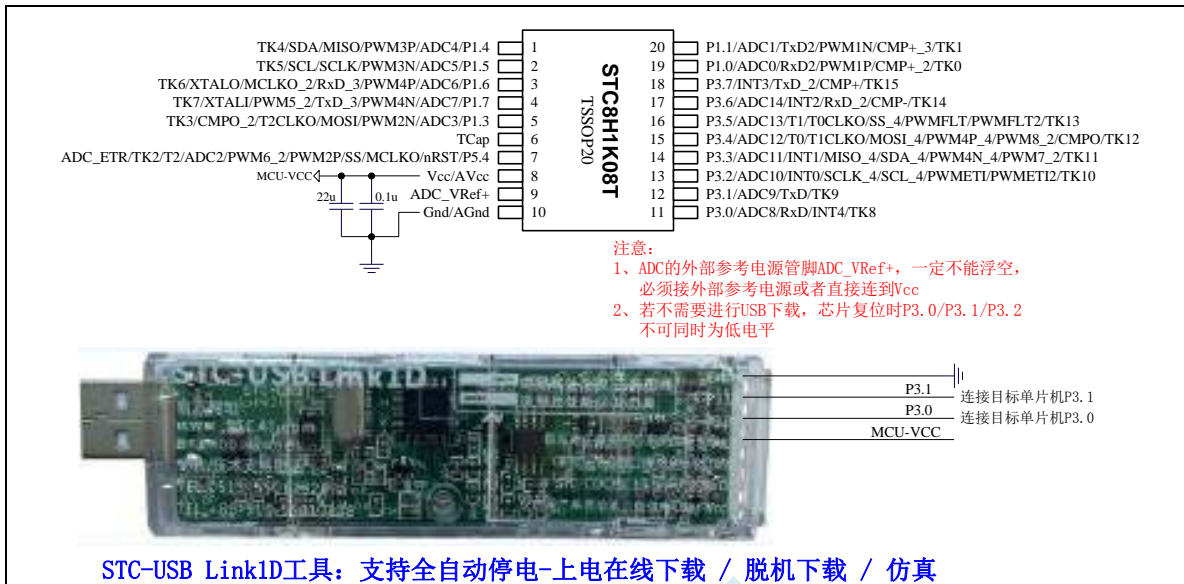 TK4/SDA/MISO/PWM3P/ADC4/P1.4 1
TK5/SCL/SCLK/PWM3N/ADC5/P1.5 2
TK6/XTALO/MCLKO_2/RxD_3/PWM4P/ADC6/P1.6 3
TK7/XTALI/PWM5_2/TxD_3/PWM4N/ADC7/P1.7 4
TK3/CMPO_2/T2CLKO/MOSI/PWM2N/ADC3/P1.3 5
TCap 6
ADC_ETR/TK2/T2/ADC2/PWM6_2/PWM2P/SS/MCLKO/nRST/P5.4 7
MCU-VCC Vcc/AVcc 8
22u 0.1u ADC_VRef+ 9
Gnd/AGnd 10
STC8H1K08T
TSSOP20
20 P1.1/ADC1/TxD2/PWM1N/CMP+_3/TK1
19 P1.0/ADC0/RxD2/PWM1P/CMP+_2/TK0
18 P3.7/INT3/TxD_2/CMP+/TK15
17 P3.6/ADC14/INT2/RxD_2/CMP-/TK14
16 P3.5/ADC13/T1/T0CLKO/SS_4/PWMFLT/PWMFLT2/TK13
15 P3.4/ADC12/T0/T1CLKO/MOSI_4/PWM4P_4/PWM8_2/CMPO/TK12
14 P3.3/ADC11/INT1/MISO_4/SDA_4/PWM4N_4/PWM7_2/TK11
13 P3.2/ADC10/INT0/SCLK_4/SCL_4/PWMETI/PWMETI2/TK10
12 P3.1/ADC9/TxD/TK9
11 P3.0/ADC8/RxD/INT4/TK8
注意：
1、ADC的外部参考电源管脚ADC_VRef+，一定不能浮空，
必须接外部参考电源或者直接连到Vcc
2、若不需要进行USB下载，芯片复位时P3.0/P3.1/P3.2
不可同时为低电平
STC-USB Link1D
P3.1 连接目标单片机P3.1
P3.0 连接目标单片机P3.0
MCU-VCC
STC-USB Link1D工具：支持全自动停电-上电在线下载 / 脱机下载 / 仿真